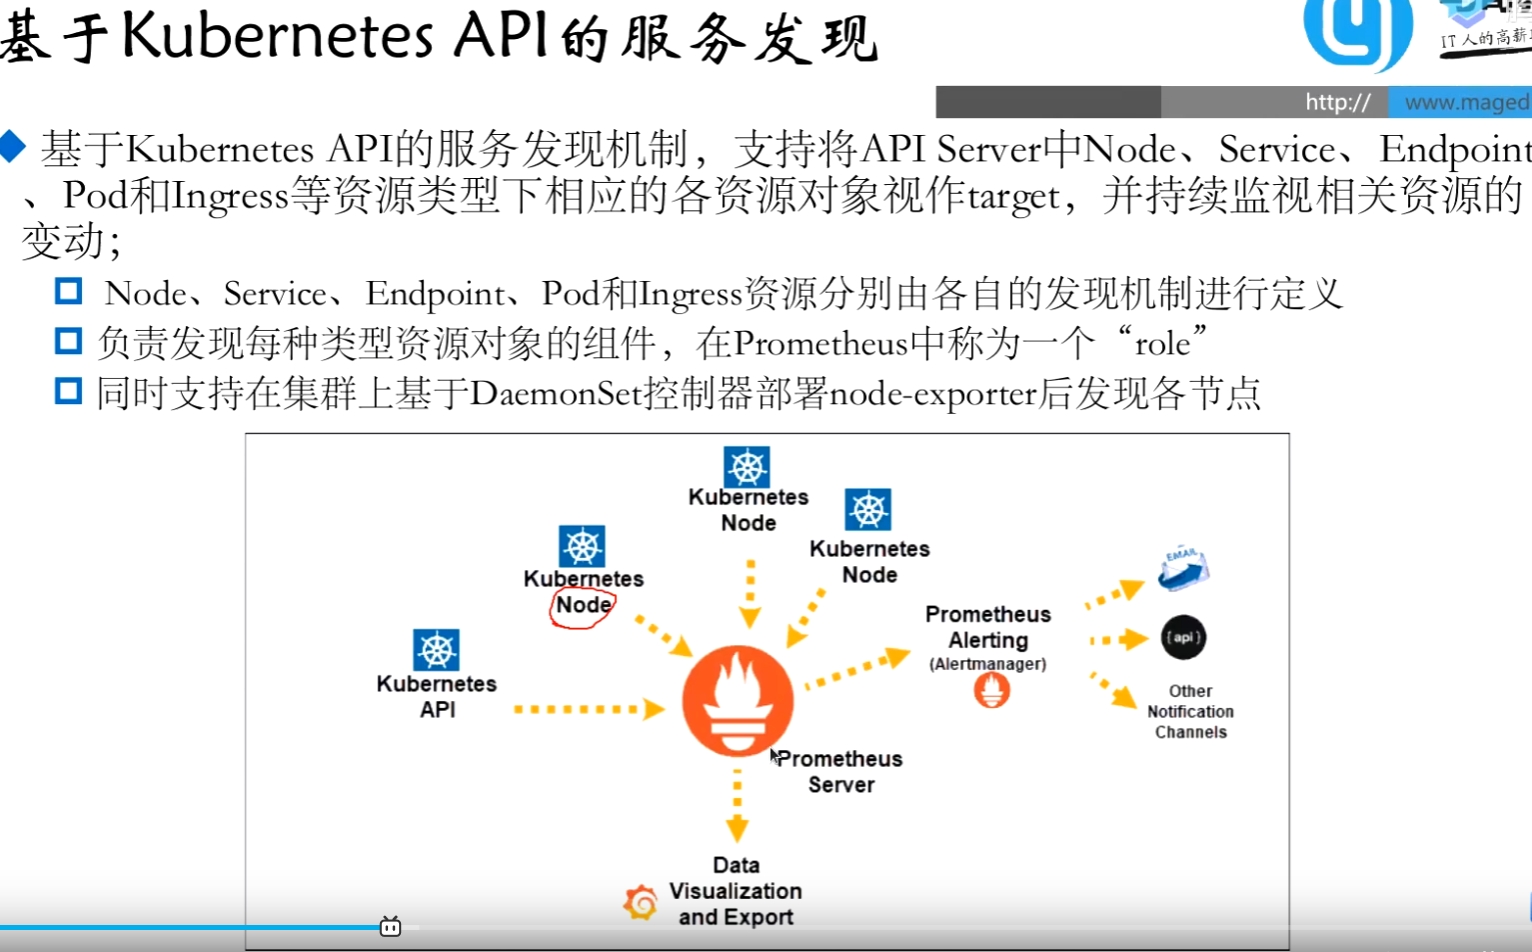 基于Kubernetes API的服务发现
IT 人的高薪
http://
www.maged
基于Kubernetes API的服务发现机制，支持将API Server中Node、Service、Endpoint
、Pod和Ingress等资源类型下相应的各资源对象视作target，并持续监视相关资源的
变动；
Node、Service、Endpoint、Pod和Ingress资源分别由各自的发现机制进行定义
负责发现每种类型资源对象的组件，在Prometheus中称为一个“role”
同时支持在集群上基于DaemonSet控制器部署node-exporter后发现各节点
Kubernetes
Node
Kubernetes
Node
Kubernetes
Node
Kubernetes
API
Prometheus
Server
Prometheus
Alerting
(Alertmanager)
EMAIL
{api}
Other
Notification
Channels
Data
Visualization
and Export